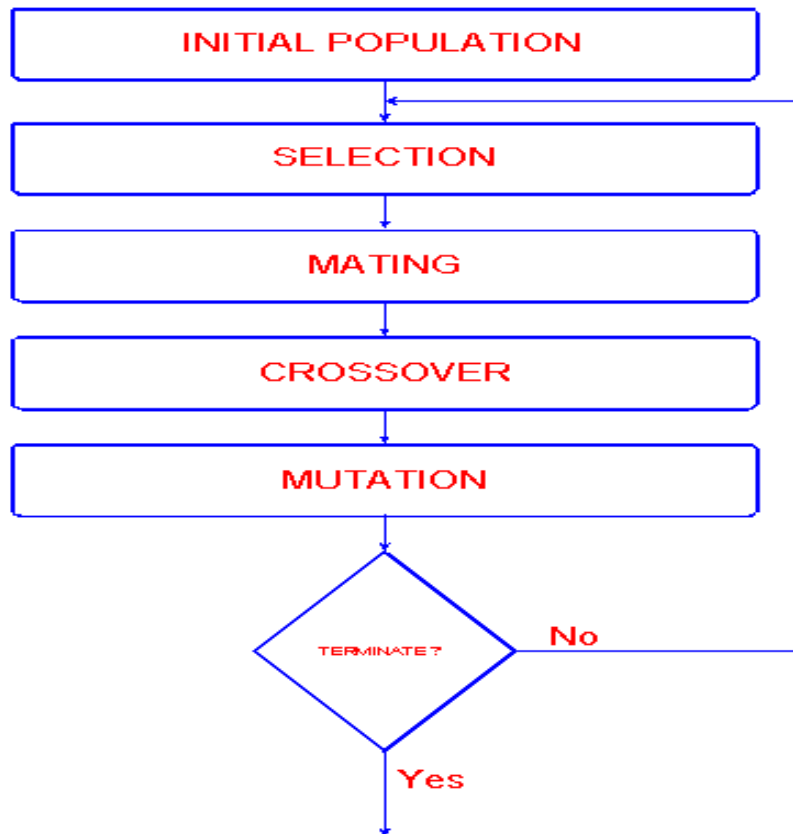 INITIAL POPULATION
SELECTION
MATING
CROSSOVER
MUTATION
TERMINATE?
No
Yes